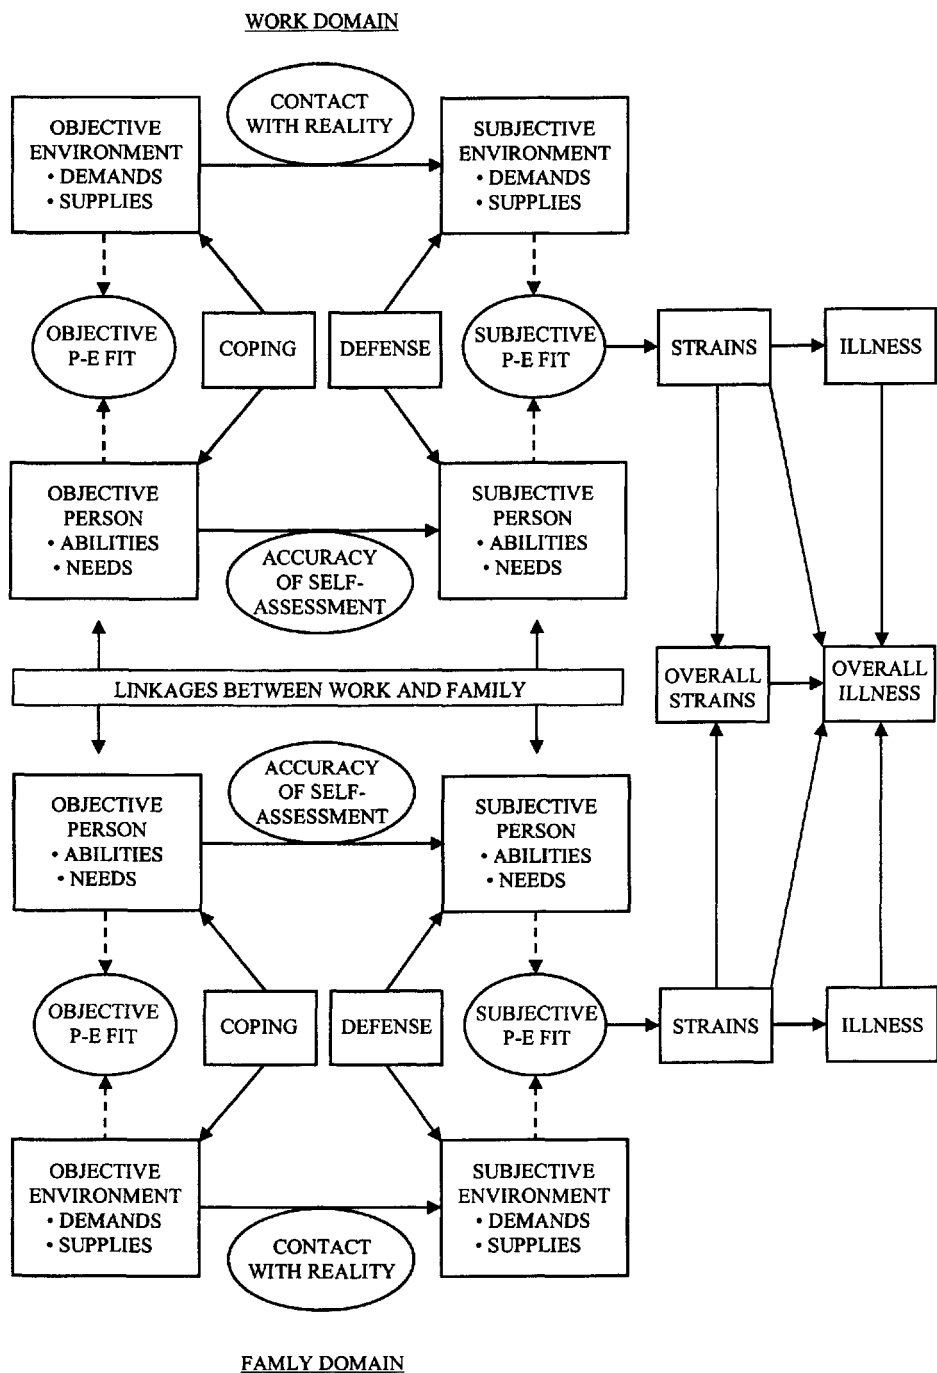 WORK DOMAIN
CONTACT
WITH REALITY
OBJECTIVE
ENVIRONMENT
• DEMANDS
• SUPPLIES
SUBJECTIVE
ENVIRONMENT
• DEMANDS
• SUPPLIES
OBJECTIVE
P-E FIT
COPING
DEFENSE
SUBJECTIVE
P-E FIT
STRAINS
ILLNESS
OBJECTIVE
PERSON
• ABILITIES
• NEEDS
SUBJECTIVE
PERSON
• ABILITIES
• NEEDS
ACCURACY
OF SELF-
ASSESSMENT
LINKAGES BETWEEN WORK AND FAMILY
OVERALL
STRAINS
OVERALL
ILLNESS
ACCURACY
OF SELF-
ASSESSMENT
OBJECTIVE
PERSON
• ABILITIES
• NEEDS
SUBJECTIVE
PERSON
• ABILITIES
• NEEDS
OBJECTIVE
P-E FIT
COPING
DEFENSE
SUBJECTIVE
P-E FIT
STRAINS
ILLNESS
OBJECTIVE
ENVIRONMENT
• DEMANDS
• SUPPLIES
SUBJECTIVE
ENVIRONMENT
• DEMANDS
• SUPPLIES
CONTACT
WITH REALITY
FAMLY DOMAIN